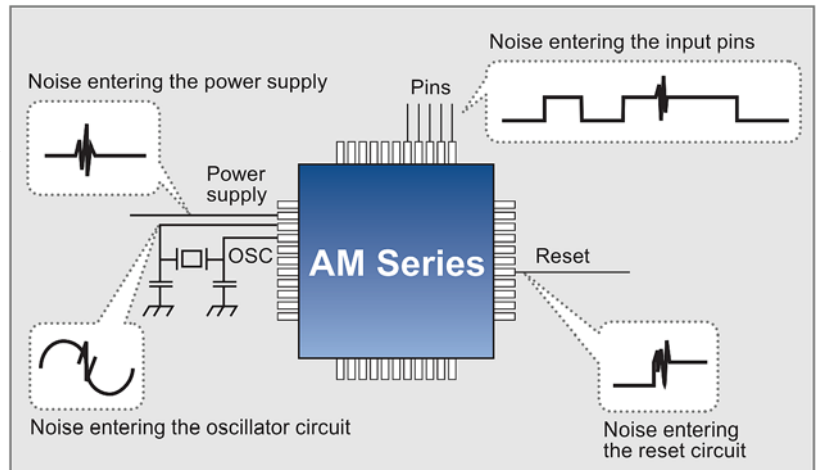 Noise entering the input pins
Noise entering the power supply
Pins
Power
supply
OSC
AM Series
Reset
Noise entering the oscillator circuit
Noise entering
the reset circuit